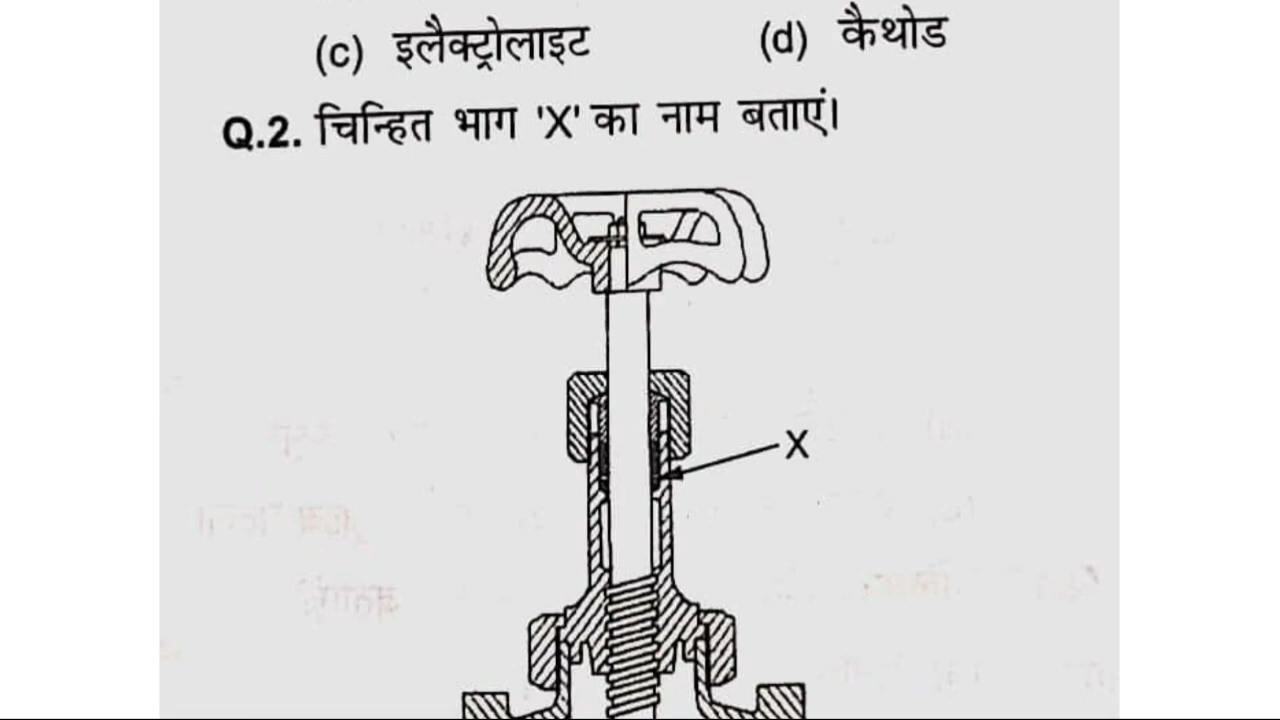 (c) इलैक्ट्रोलाइट (d) कैथोड
Q.2. चिन्हित भाग 'X' का नाम बताएं।
X